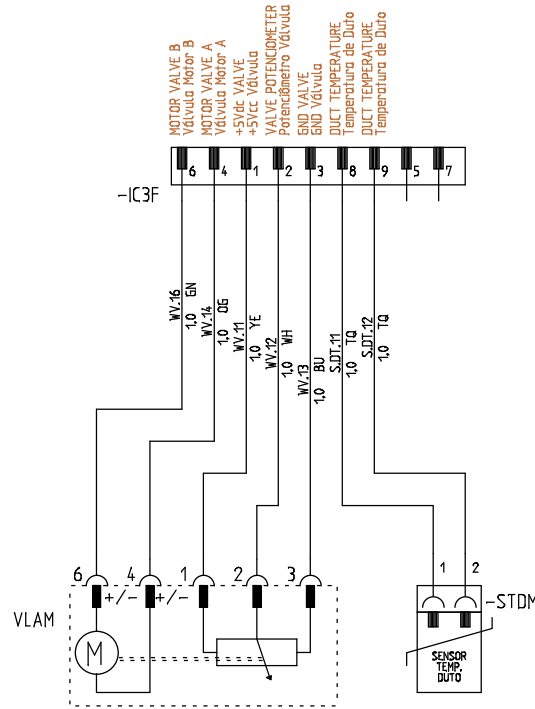 MOTOR VALVE B
Válvula Motor B
MOTOR VALVE A
Válvula Motor A
+5Vdc VALVE
+5Vcc Válvula
VALVE POTENCIOMETER
Potenciômetro Válvula
GND VALVE
GND Válvula
DUCT TEMPERATURE
Temperatura de Duto
DUCT TEMPERATURE
Temperatura de Duto
6 4 1 2 3 8 9 5 7
-IC3F
WV.16
1,0 GN
WV.14
1,0 OG
WV.11
1,0 YE
WV.12
1,0 WH
WV.13
1,0 BU
S.DT.11
1,0 TQ
S.DT.12
1,0 TQ
6 4 1 2 3
+/- +/-
1 2
VLAM
-STDM
M
SENSOR
TEMP.
DUTO